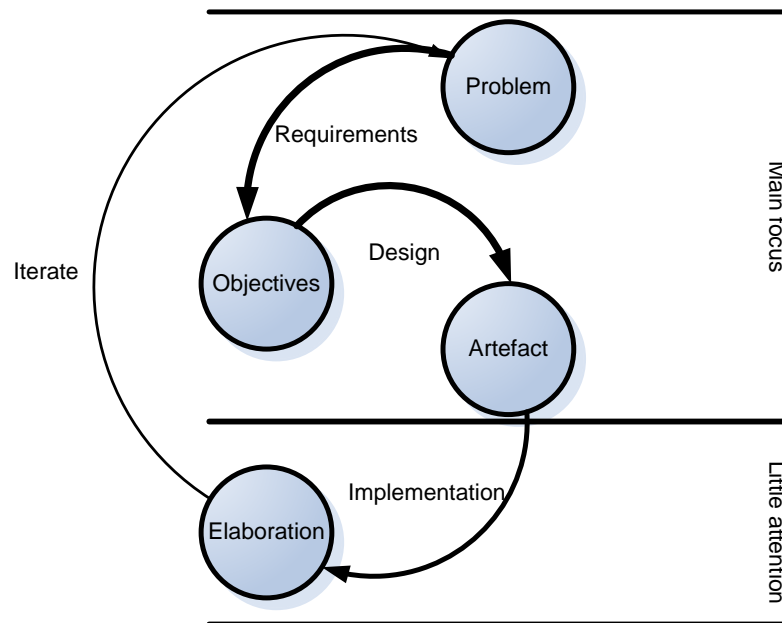 Problem
Requirements
Main focus
Design
Iterate
Objectives
Artefact
Implementation
Little attention
Elaboration